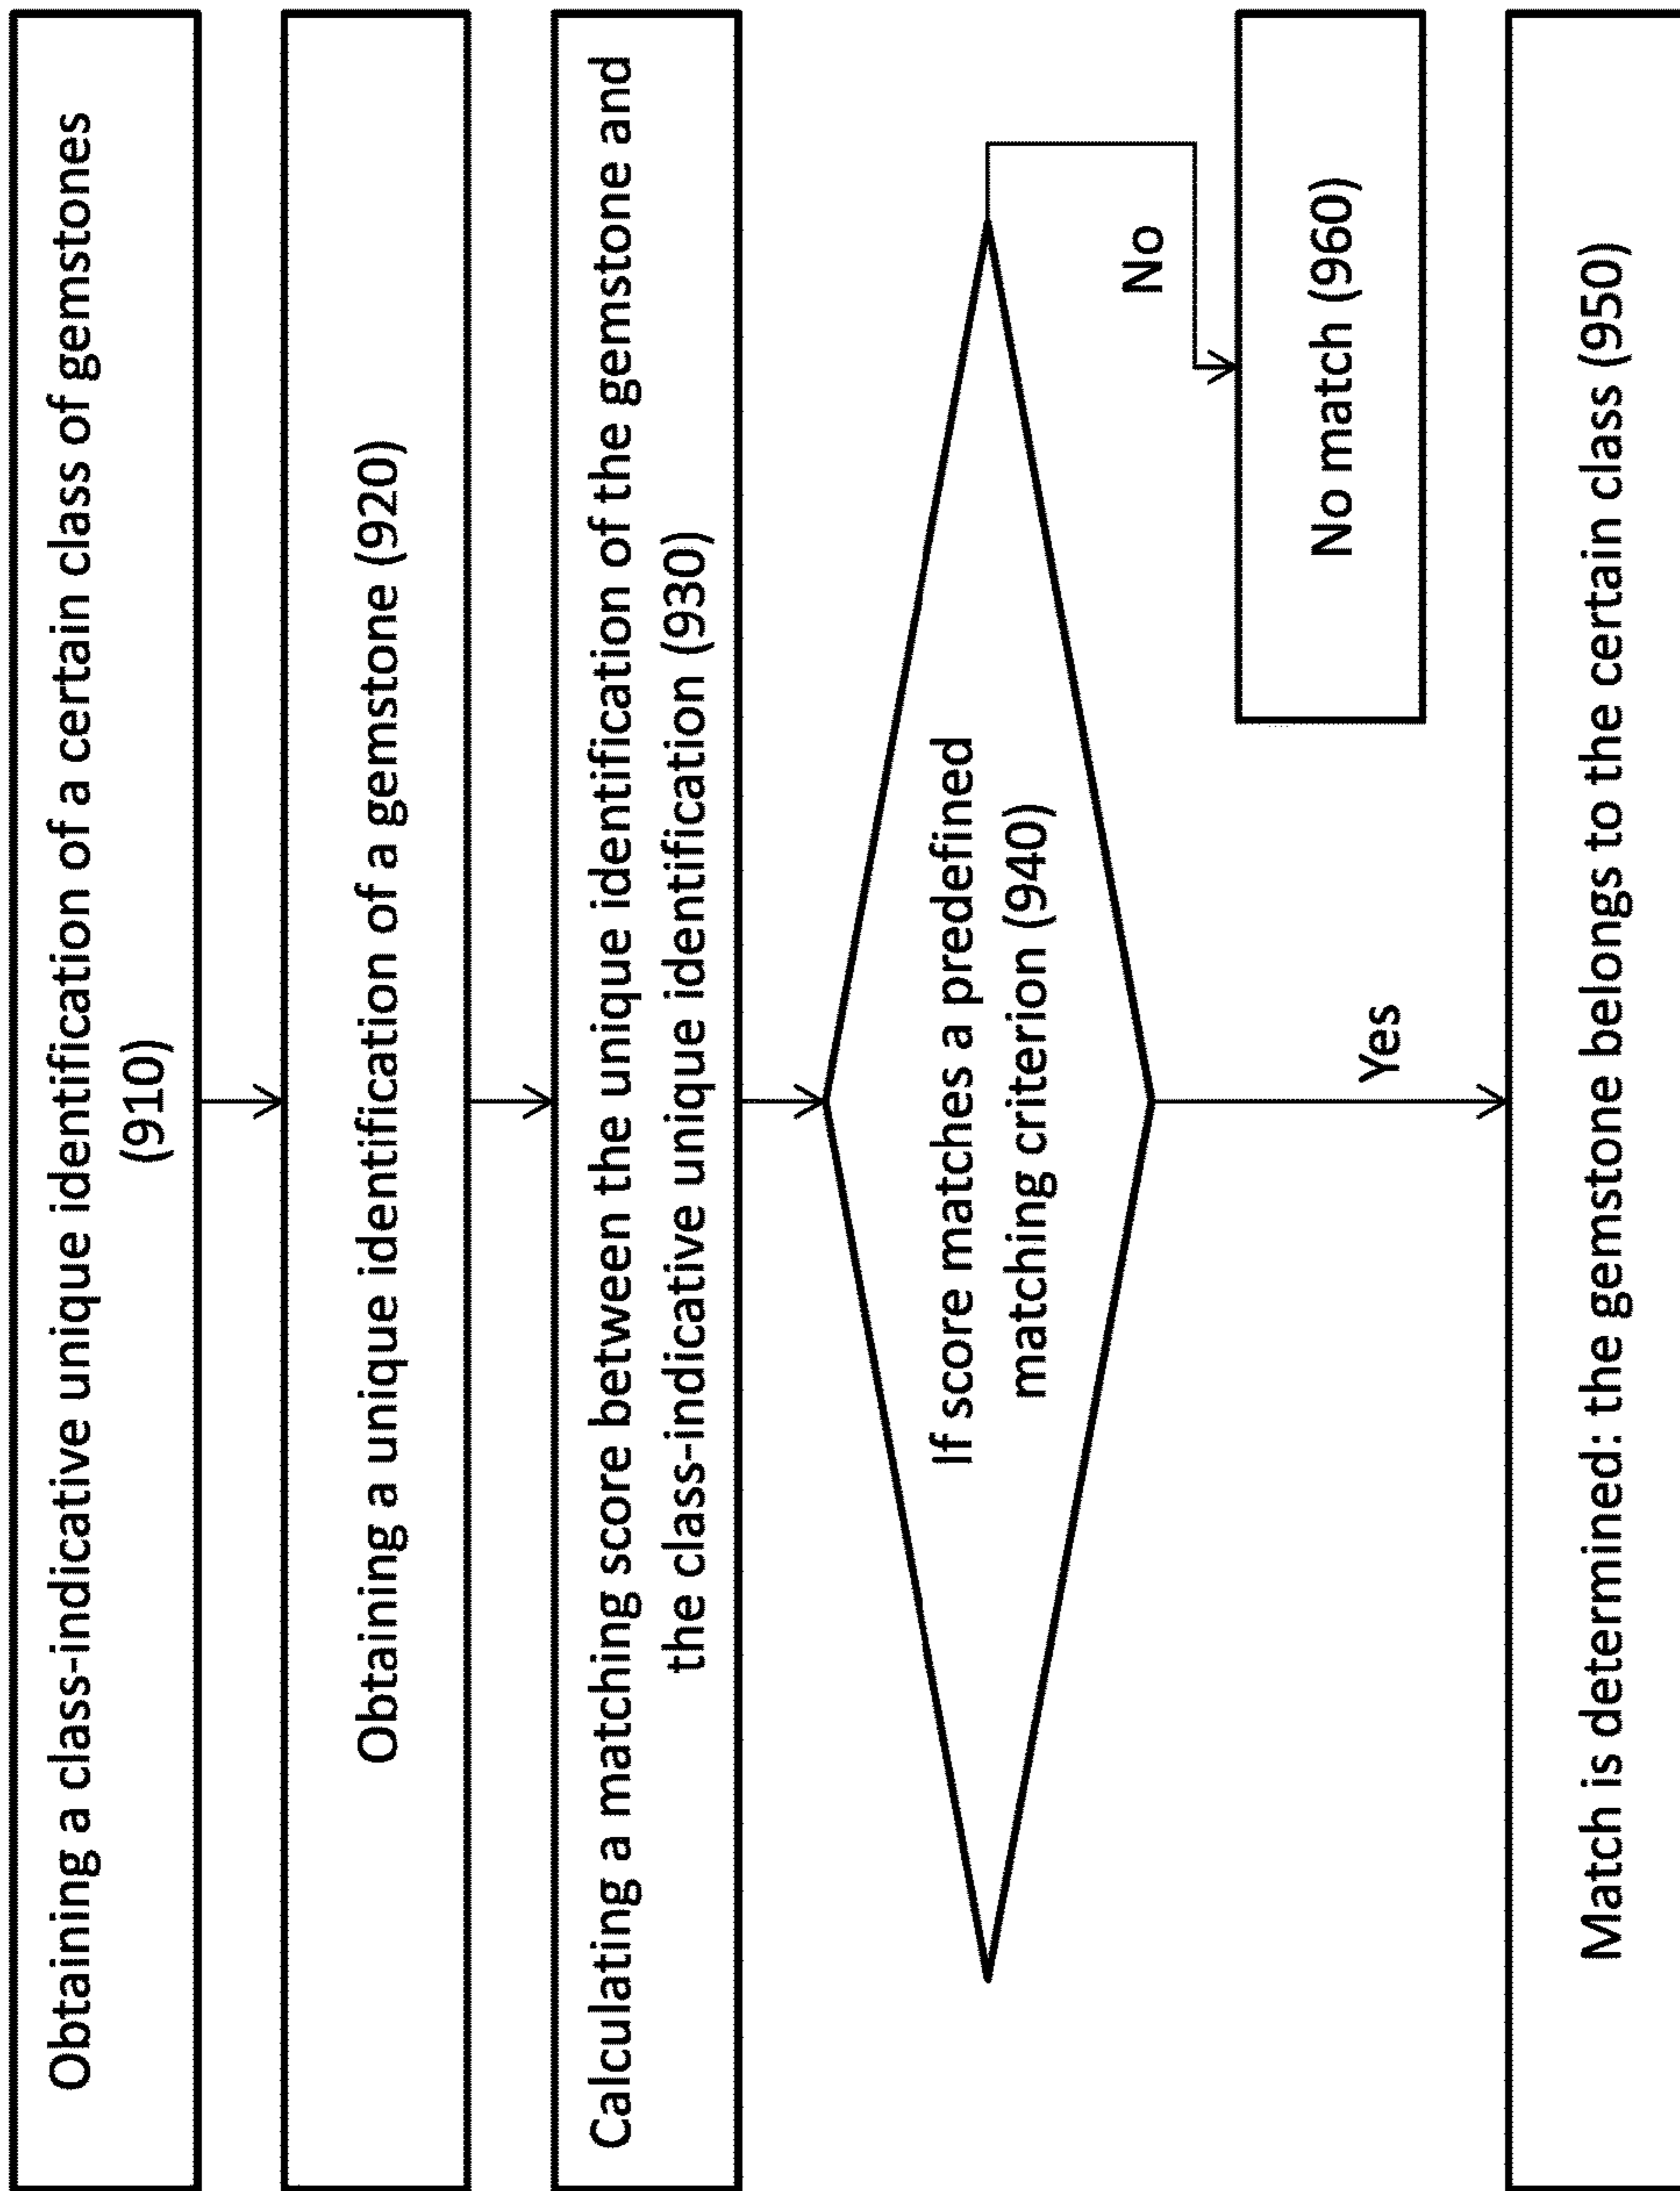 Obtaining a class-indicative unique identification of a certain class of gemstones
(910)
Obtaining a unique identification of a gemstone (920)
Calculating a matching score between the unique identification of the gemstone and
the class-indicative unique identification (930)
If score matches a predefined
matching criterion (940)
No
No match (960)
Yes
Match is determined: the gemstone belongs to the certain class (950)